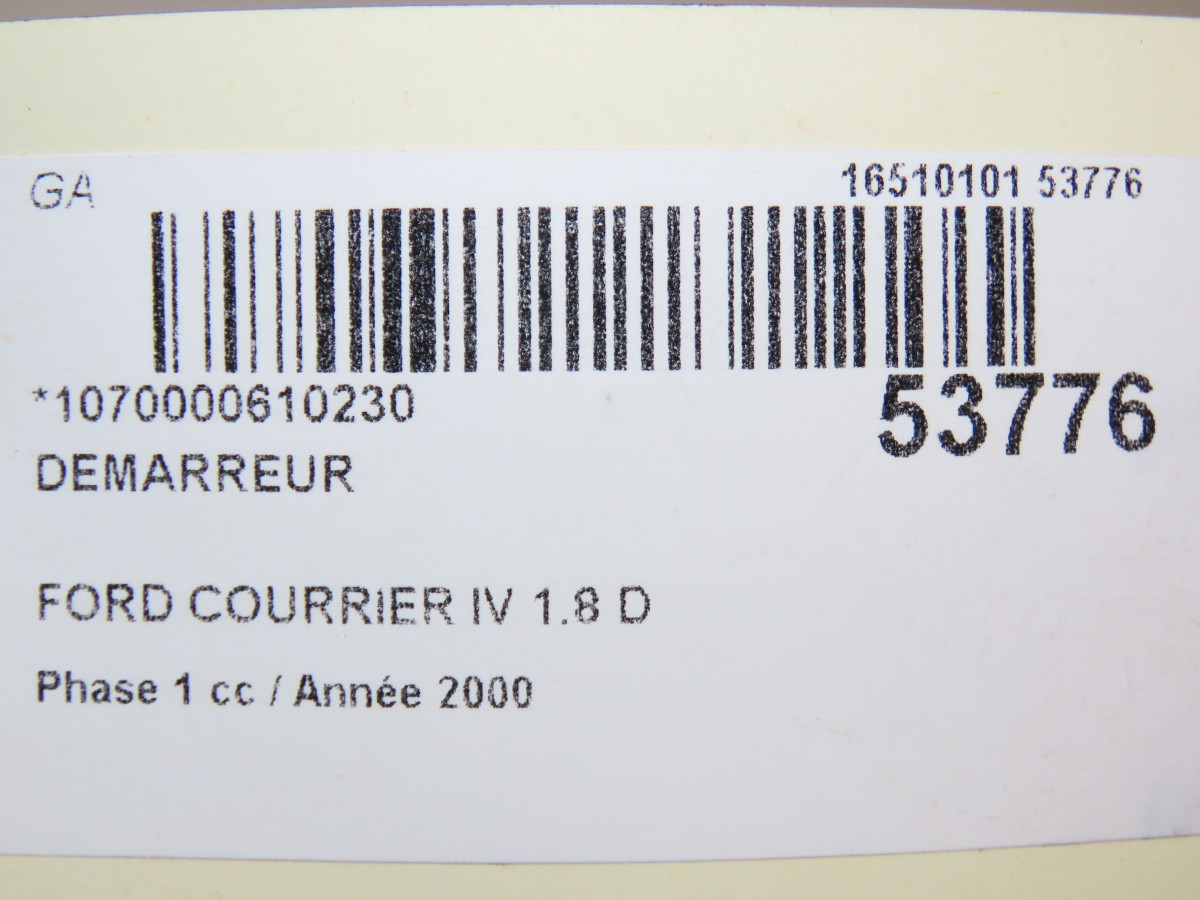 GA
16510101 53776
*1070000610230
53776
DEMARREUR
FORD COURRIER IV 1.8 D
Phase 1 cc / Année 2000